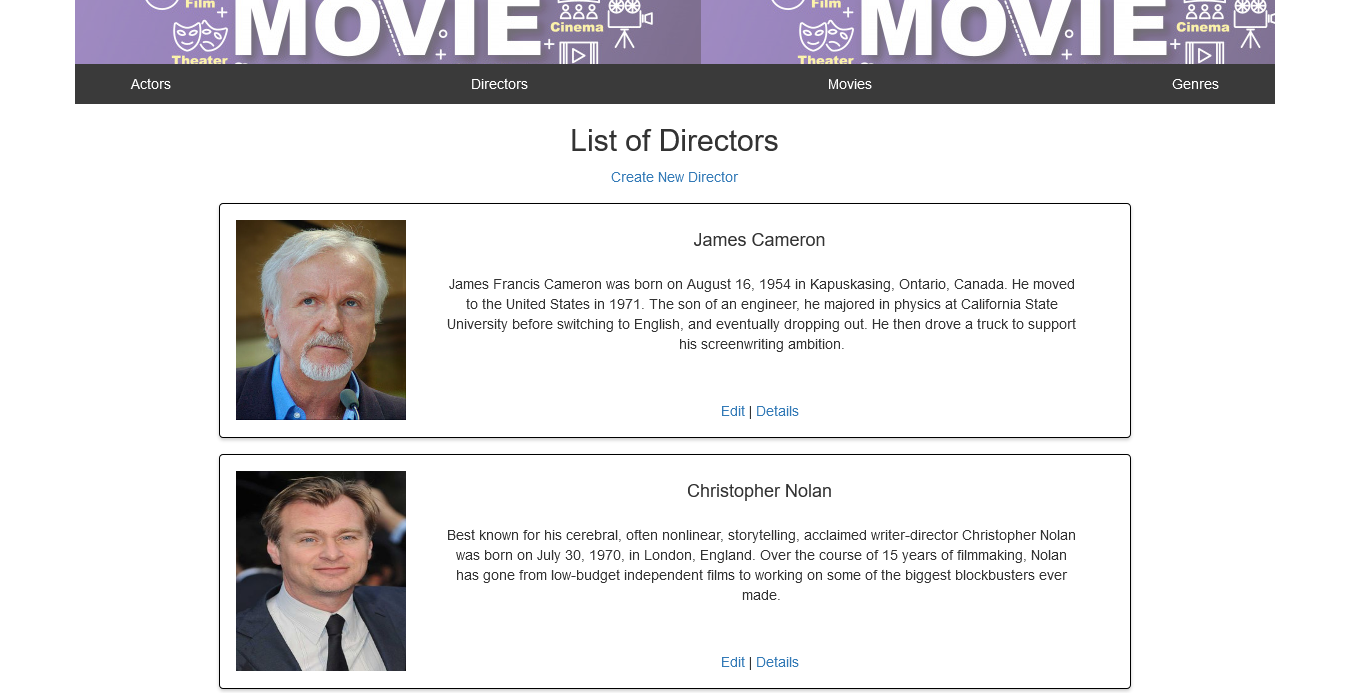 Film
MOVIE
Cinema
Theater
Film
MOVIE
Cinema
Theater
Actors
Directors
Movies
Genres
List of Directors
Create New Director
James Cameron
James Francis Cameron was born on August 16, 1954 in Kapuskasing, Ontario, Canada. He moved
to the United States in 1971. The son of an engineer, he majored in physics at California State
University before switching to English, and eventually dropping out. He then drove a truck to support
his screenwriting ambition.
Edit | Details
Christopher Nolan
Best known for his cerebral, often nonlinear, storytelling, acclaimed writer-director Christopher Nolan
was born on July 30, 1970, in London, England. Over the course of 15 years of filmmaking, Nolan
has gone from low-budget independent films to working on some of the biggest blockbusters ever
made.
Edit | Details